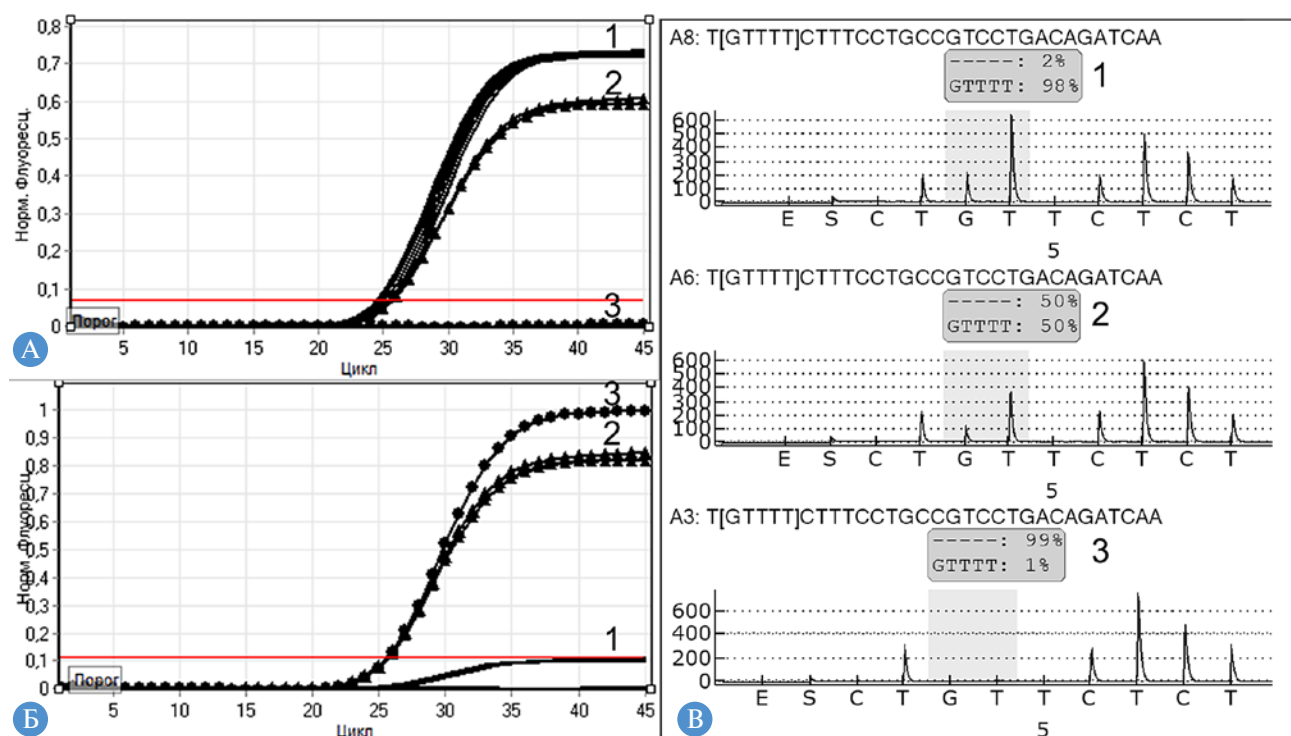 0,8
0,7
0,6
0,5
0,4
0,3
0,2
0,1
0
Норм. Флуоресц.
1
2
3
Порог
5 10 15 20 25 30 35 40 45
Цикл
А
1
0,9
0,8
0,7
0,6
0,5
0,4
0,3
0,2
0,1
0
Норм. Флуоресц.
3
2
1
Порог
5 10 15 20 25 30 35 40 45
Цикл
Б
A8: T[GTTTT]CTTTCCTGCCGTCCTGACAGATCAA
-----: 2%
GTTTT: 98%
1
600
500
400
300
200
100
0
E S C T G T T C T C T
5
A6: T[GTTTT]CTTTCCTGCCGTCCTGACAGATCAA
-----: 50%
GTTTT: 50%
2
600
500
400
300
200
100
0
E S C T G T T C T C T
5
A3: T[GTTTT]CTTTCCTGCCGTCCTGACAGATCAA
-----: 99%
GTTTT: 1%
3
600
400
200
0
E S C T G T T C T C T
5
В